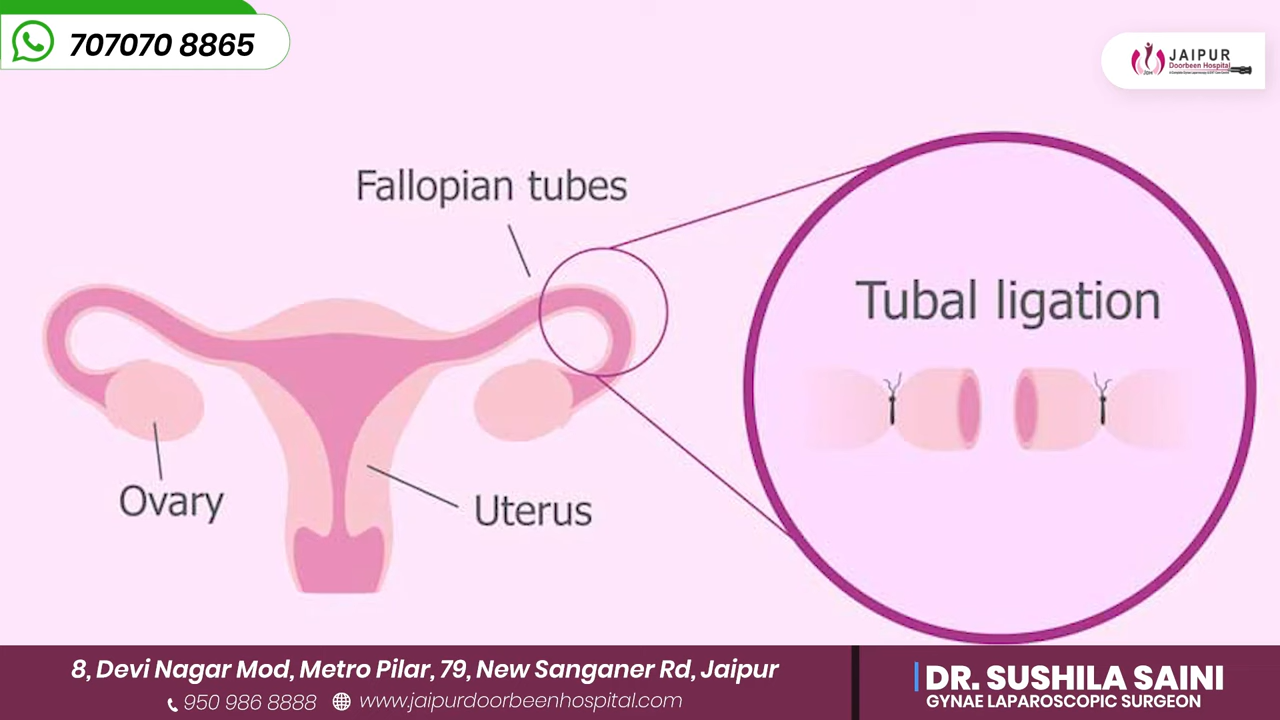 707070 8865
JAIPUR
Doorbeen Hospital
Fallopian tubes
Tubal ligation
Ovary
Uterus
8, Devi Nagar Mod, Metro Pilar, 79, New Sanganer Rd, Jaipur
950 986 8888 www.jaipurdoorbeenhospital.com
DR. SUSHILA SAINI
GYNAE LAPAROSCOPIC SURGEON